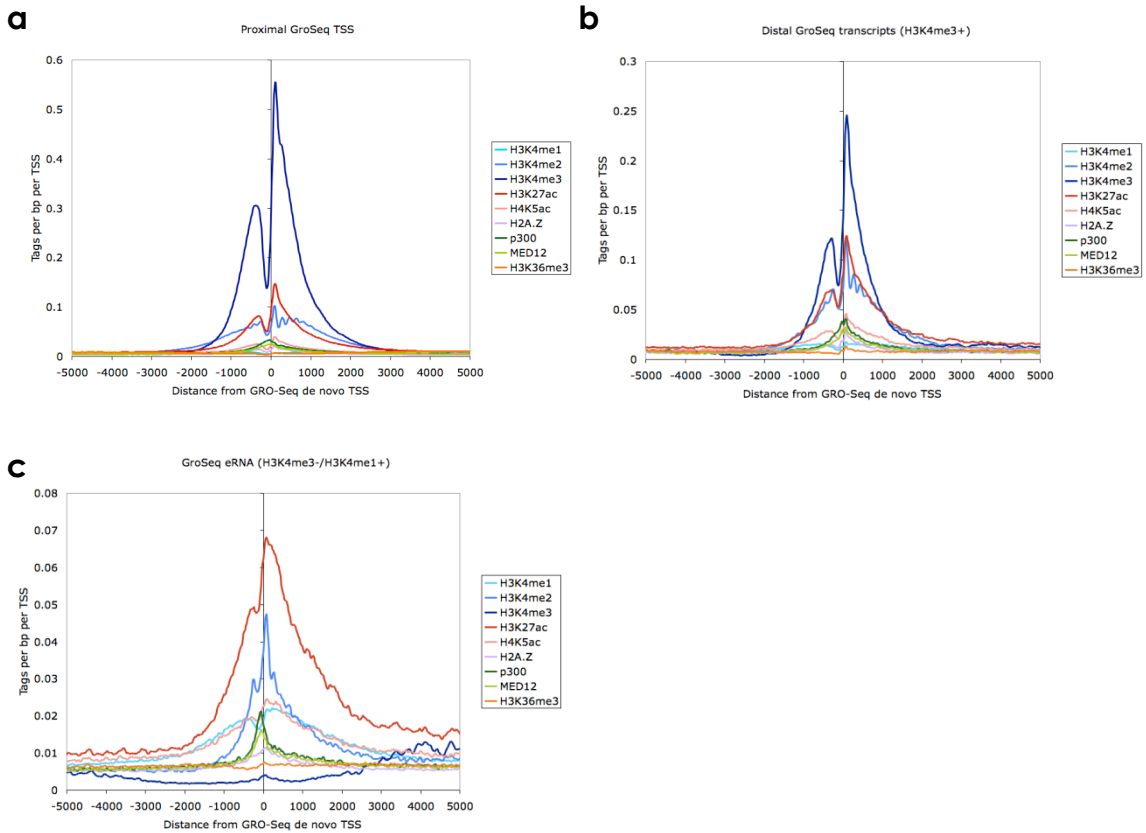 a
Proximal GroSeq TSS
0.6
0.5
0.4
0.3
0.2
0.1
0
Tags per bp per TSS
-5000 -4000 -3000 -2000 -1000 0 1000 2000 3000 4000 5000
Distance from GRO-Seq de novo TSS
H3K4me1
H3K4me2
H3K4me3
H3K27ac
H4K5ac
H2A.Z
p300
MED12
H3K36me3
b
Distal GroSeq transcripts (H3K4me3+)
0.3
0.25
0.2
0.15
0.1
0.05
0
Tags per bp per TSS
-5000 -4000 -3000 -2000 -1000 0 1000 2000 3000 4000 5000
Distance from GRO-Seq de novo TSS
H3K4me1
H3K4me2
H3K4me3
H3K27ac
H4K5ac
H2A.Z
p300
MED12
H3K36me3
c
GroSeq eRNA (H3K4me3-/H3K4me1+)
0.08
0.07
0.06
0.05
0.04
0.03
0.02
0.01
0
Tags per bp per TSS
-5000 -4000 -3000 -2000 -1000 0 1000 2000 3000 4000 5000
Distance from GRO-Seq de novo TSS
H3K4me1
H3K4me2
H3K4me3
H3K27ac
H4K5ac
H2A.Z
p300
MED12
H3K36me3